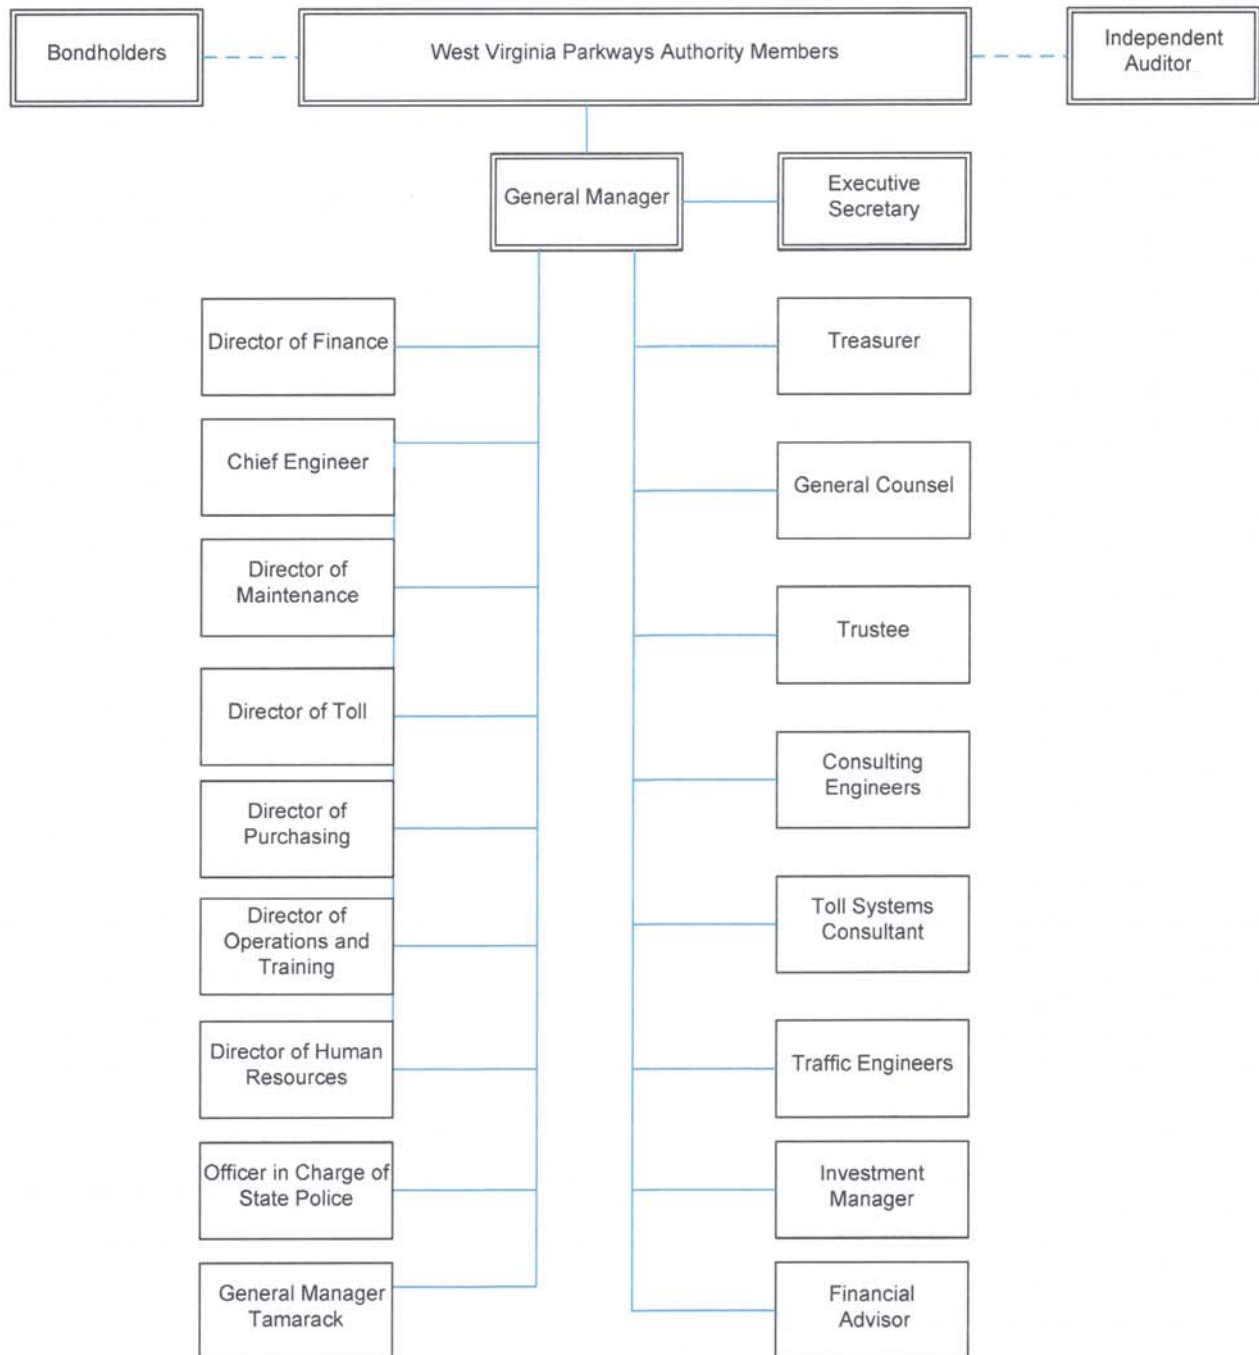 Bondholders
West Virginia Parkways Authority Members
Independent
Auditor
General Manager
Executive
Secretary
Director of Finance
Treasurer
Chief Engineer
General Counsel
Director of
Maintenance
Trustee
Director of Toll
Consulting
Engineers
Director of
Purchasing
Toll Systems
Consultant
Director of
Operations and
Training
Traffic Engineers
Director of Human
Resources
Investment
Manager
Officer in Charge of
State Police
Financial
Advisor
General Manager
Tamarack